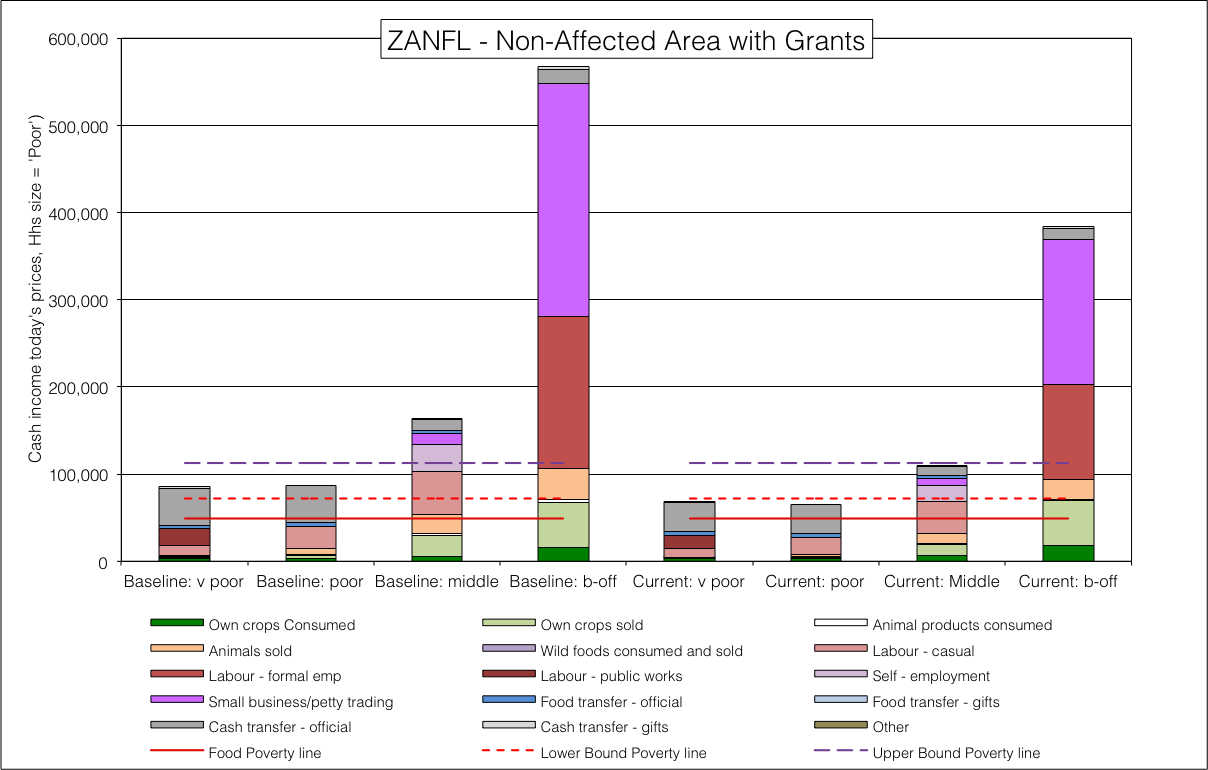 ZANFL - Non-Affected Area with Grants
Cash income today's prices, Hhs size = 'Poor')
600,000
500,000
400,000
300,000
200,000
100,000
0
Baseline: v poor Baseline: poor Baseline: middle Baseline: b-off Current: v poor Current: poor Current: Middle Current: b-off
Own crops Consumed Own crops sold Animal products consumed
Animals sold Wild foods consumed and sold Labour - casual
Labour - formal emp Labour - public works Self - employment
Small business/petty trading Food transfer - official Food transfer - gifts
Cash transfer - official Cash transfer - gifts Other
Food Poverty line Lower Bound Poverty line Upper Bound Poverty line